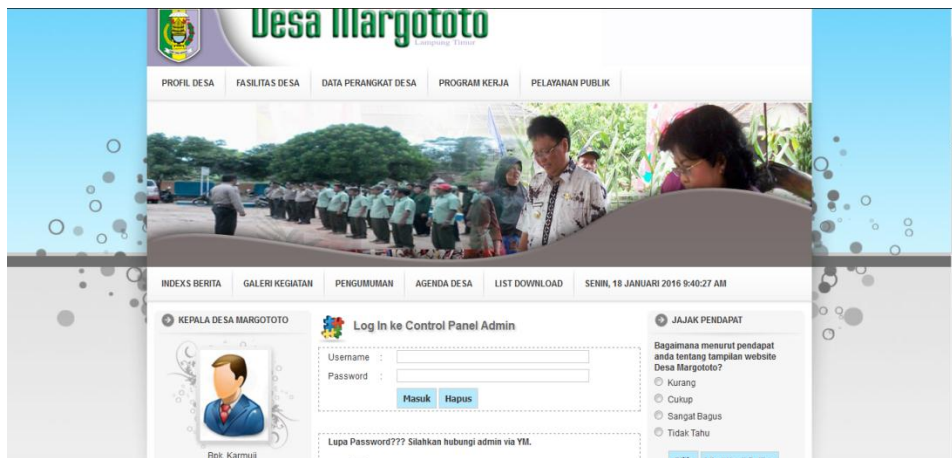 Desa Margototo
Lampung Timur
PROFIL DESA FASILITAS DESA DATA PERANGKAT DESA PROGRAM KERJA PELAYANAN PUBLIK
INDEXS BERITA GALERI KEGIATAN PENGUMUMAN AGENDA DESA LIST DOWNLOAD SENIN, 18 JANUARI 2016 9:40:27 AM
KEPALA DESA MARGOTOTO
Bpk. Karmuji
Log In ke Control Panel Admin
Username :
Password :
Masuk Hapus
Lupa Password??? Silahkan hubungi admin via YM.
JAJAK PENDAPAT
Bagaimana menurut pendapat
anda tentang tampilan website
Desa Margototo?
Kurang
Cukup
Sangat Bagus
Tidak Tahu